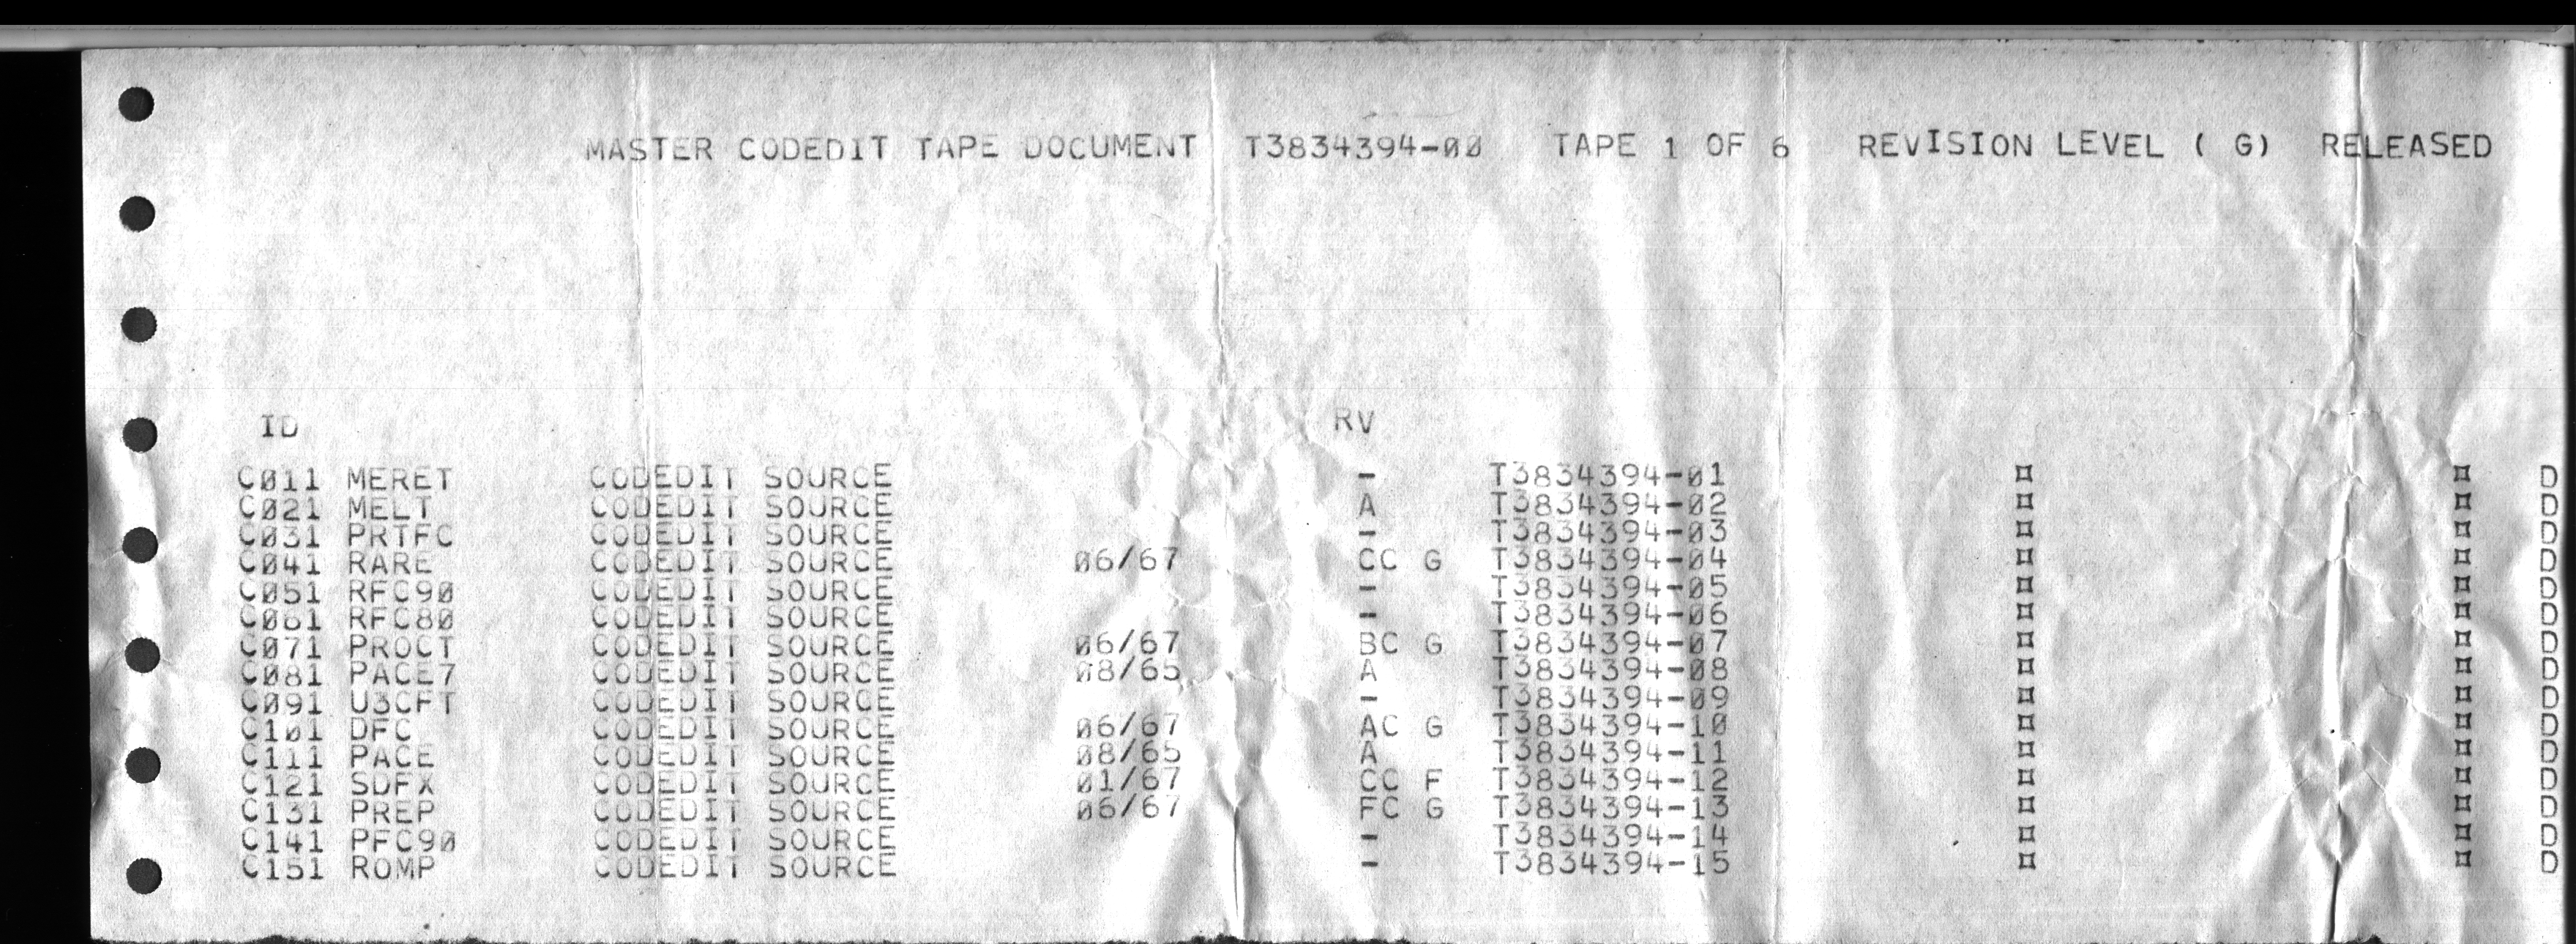 MASTER CODEDIT TAPE DOCUMENT T3834394-00 TAPE 1 OF 6 REVISION LEVEL ( G) RELEASED
ID RV
C011 MERET CODEDIT SOURCE - T3834394-01 ¤ ¤ D
C021 MELT CODEDIT SOURCE A T3834394-02 ¤ ¤ D
C031 PRTFC CODEDIT SOURCE - T3834394-03 ¤ ¤ D
C041 RARE CODEDIT SOURCE 06/67 CC G T3834394-04 ¤ ¤ D
C051 RFC90 CODEDIT SOURCE - T3834394-05 ¤ ¤ D
C061 RFC80 CODEDIT SOURCE - T3834394-06 ¤ ¤ D
C071 PROCT CODEDIT SOURCE 06/67 BC G T3834394-07 ¤ ¤ D
C081 PACE7 CODEDIT SOURCE 08/65 A T3834394-08 ¤ ¤ D
C091 U3CFT CODEDIT SOURCE - T3834394-09 ¤ ¤ D
C101 DFC CODEDIT SOURCE 06/67 AC G T3834394-10 ¤ ¤ D
C111 PACE CODEDIT SOURCE 08/65 A T3834394-11 ¤ ¤ D
C121 SDFX CODEDIT SOURCE 01/67 CC F T3834394-12 ¤ ¤ D
C131 PREP CODEDIT SOURCE 06/67 FC G T3834394-13 ¤ ¤ D
C141 PFC90 CODEDIT SOURCE - T3834394-14 ¤ ¤ D
C151 ROMP CODEDIT SOURCE - T3834394-15 ¤ ¤ D